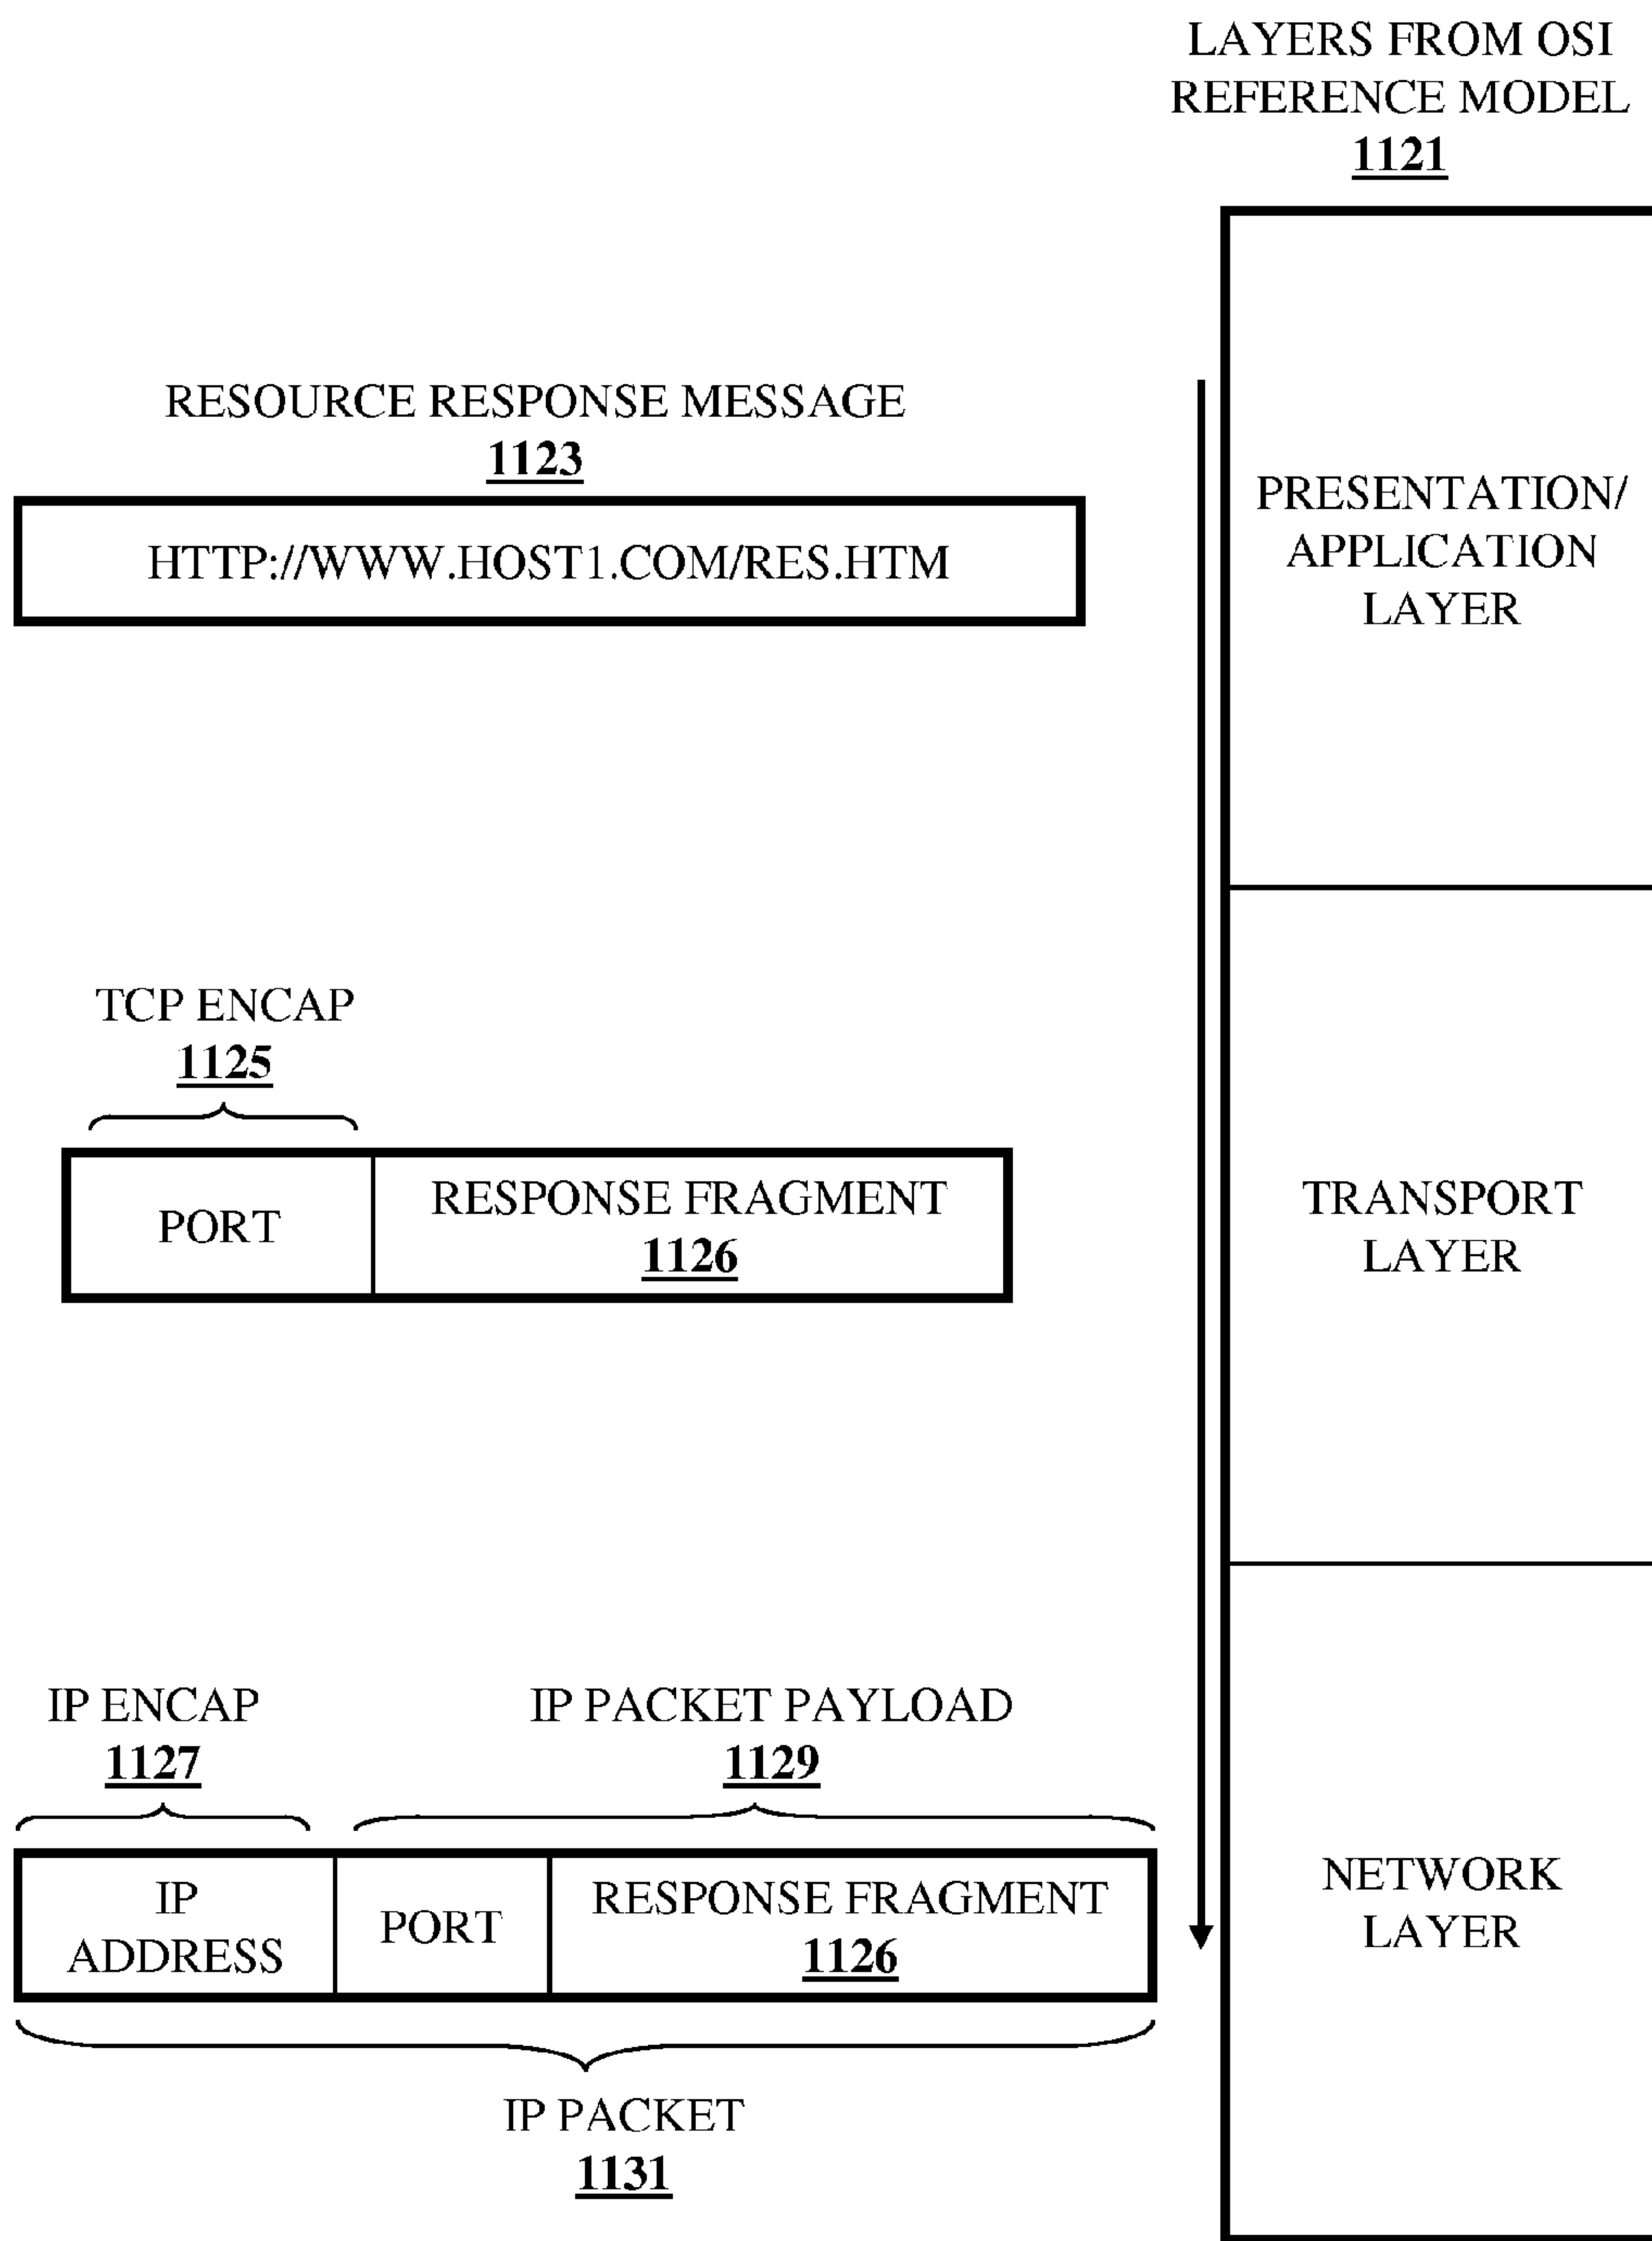 LAYERS FROM OSI
REFERENCE MODEL
1121
RESOURCE RESPONSE MESSAGE
1123
HTTP://WWW.HOST1.COM/RES.HTM
PRESENTATION/
APPLICATION
LAYER
TCP ENCAP
1125
PORT
RESPONSE FRAGMENT
1126
TRANSPORT
LAYER
IP ENCAP
1127
IP PACKET PAYLOAD
1129
IP
ADDRESS
PORT
RESPONSE FRAGMENT
1126
NETWORK
LAYER
IP PACKET
1131